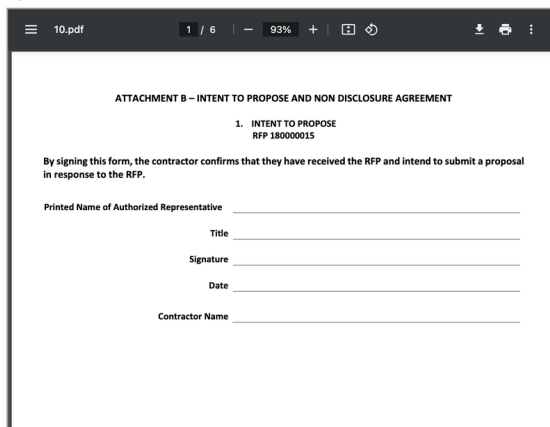 10.pdf 1 / 6 93%
ATTACHMENT B – INTENT TO PROPOSE AND NON DISCLOSURE AGREEMENT
1. INTENT TO PROPOSE
RFP 180000015
By signing this form, the contractor confirms that they have received the RFP and intend to submit a proposal
in response to the RFP.
Printed Name of Authorized Representative
Title
Signature
Date
Contractor Name